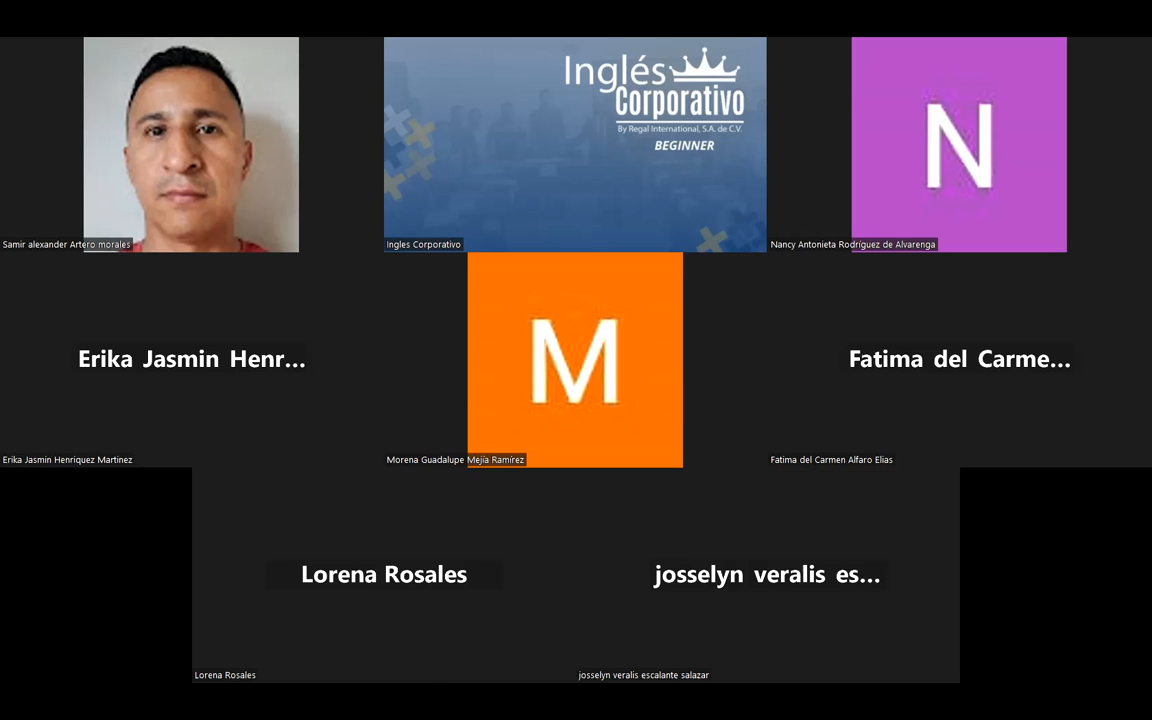 Inglés
Corporativo
By Regal International, S.A. de C.V.
BEGINNER
N
Samir alexander Artero morales
Ingles Corporativo
Nancy Antonieta Rodríguez de Alvarenga
Erika Jasmin Henr...
M
Fatima del Carme...
Erika Jasmin Henriquez Martinez
Morena Guadalupe Mejía Ramírez
Fatima del Carmen Alfaro Elias
Lorena Rosales
josselyn veralis es...
Lorena Rosales
josselyn veralis escalante salazar